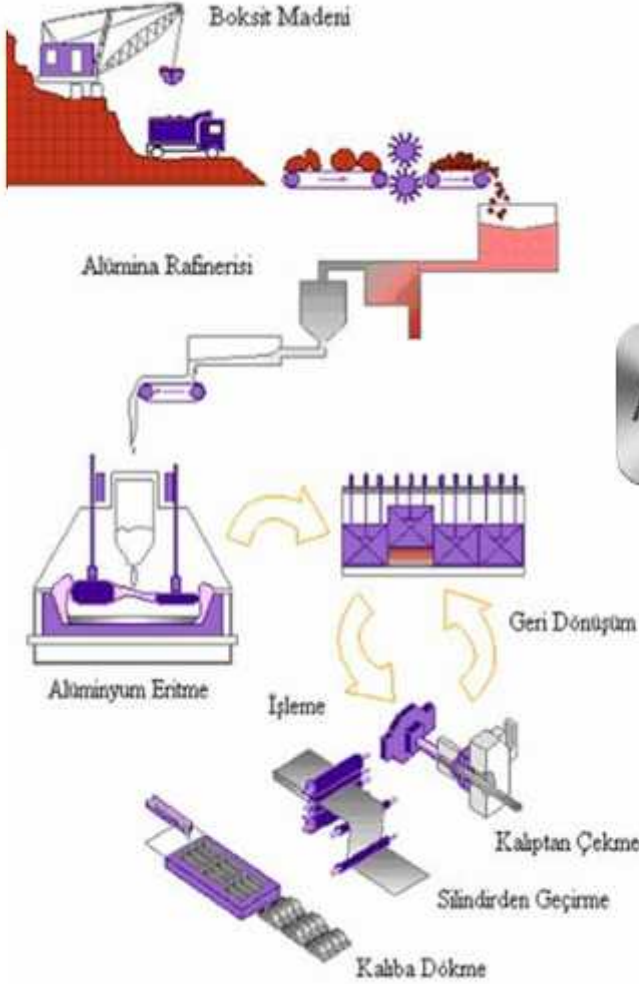 Boksit Madeni
Alümina Rafinerisi
Geri Dönüşüm
Alüminyum Eritme
İşleme
Kalıptan Çekme
Silindirden Geçirme
Kalıba Dökme